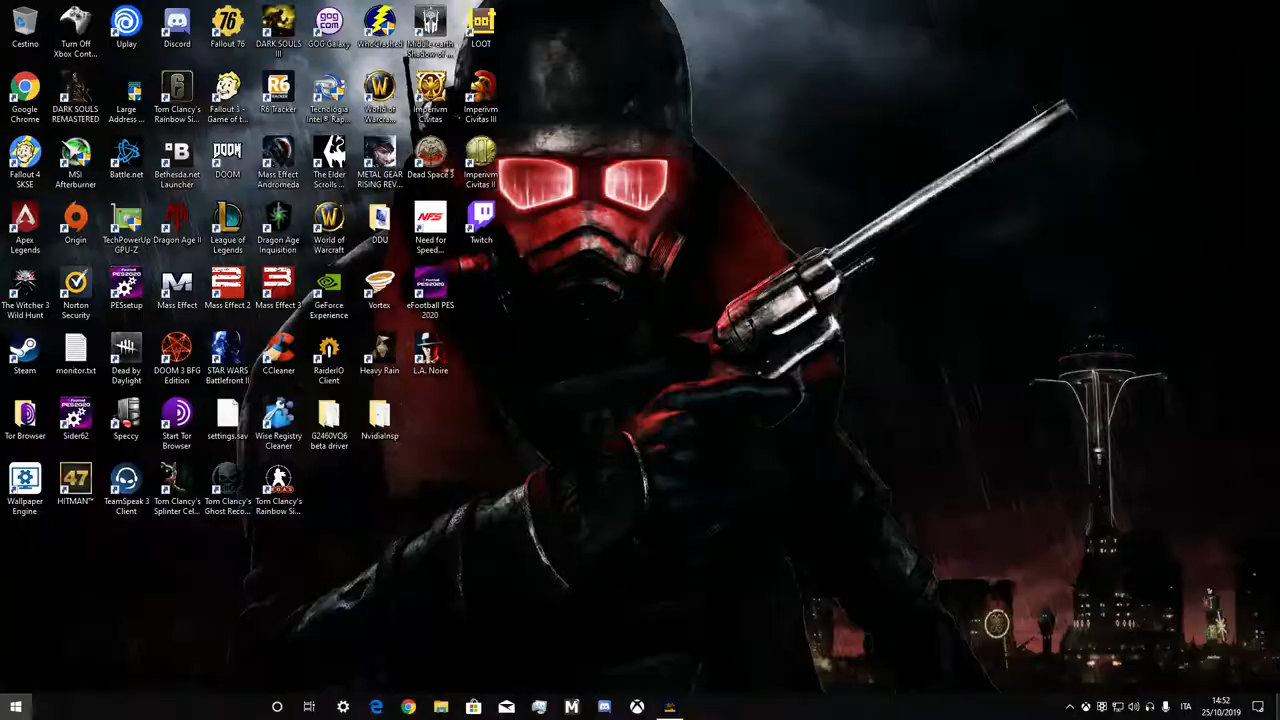 Cestino
Turn Off
Xbox Cont...
Uplay
Discord
Fallout 76
DARK SOULS
III
GOG Galaxy
WhoCrashed
Middle-earth
Shadow of ...
LOOT
Google
Chrome
DARK SOULS
REMASTERED
Large
Address ...
Tom Clancy's
Rainbow Si...
Fallout 3 -
Game of t...
R6 Tracker
Tecnologia
Intel® Rap...
World of
Warcra...
Imperivm
Civitas
Imperivm
Civitas III
Fallout 4
SKSE
MSI
Afterburner
Battle.net
Bethesda.net
Launcher
DOOM
Mass Effect
Andromeda
The Elder
Scrolls ...
METAL GEAR
RISING REV...
Dead Space 3
Imperivm
Civitas II
Apex
Legends
Origin
TechPowerUp
GPU-Z
Dragon Age II
League of
Legends
Dragon Age
Inquisition
World of
Warcraft
DDU
Need for
Speed...
Twitch
The Witcher 3
Wild Hunt
Norton
Security
PESsetup
Mass Effect
Mass Effect 2
Mass Effect 3
GeForce
Experience
Vortex
eFootball PES
2020
Steam
monitor.txt
Dead by
Daylight
DOOM 3 BFG
Edition
STAR WARS
Battlefront II
CCleaner
RaiderIO
Client
Heavy Rain
L.A. Noire
Tor Browser
Sider62
Speccy
Start Tor
Browser
settings.sav
Wise Registry
Cleaner
G2460VQ6
beta driver
NvidiaInsp
Wallpaper
Engine
HITMAN™
TeamSpeak 3
Client
Tom Clancy's
Splinter Cel...
Tom Clancy's
Ghost Reco...
Tom Clancy's
Rainbow Si...
ITA
14:52
25/10/2019